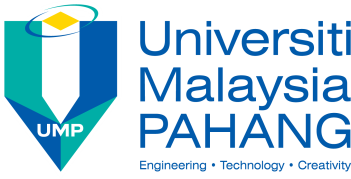 UMP
Universiti
Malaysia
PAHANG
Engineering • Technology • Creativity